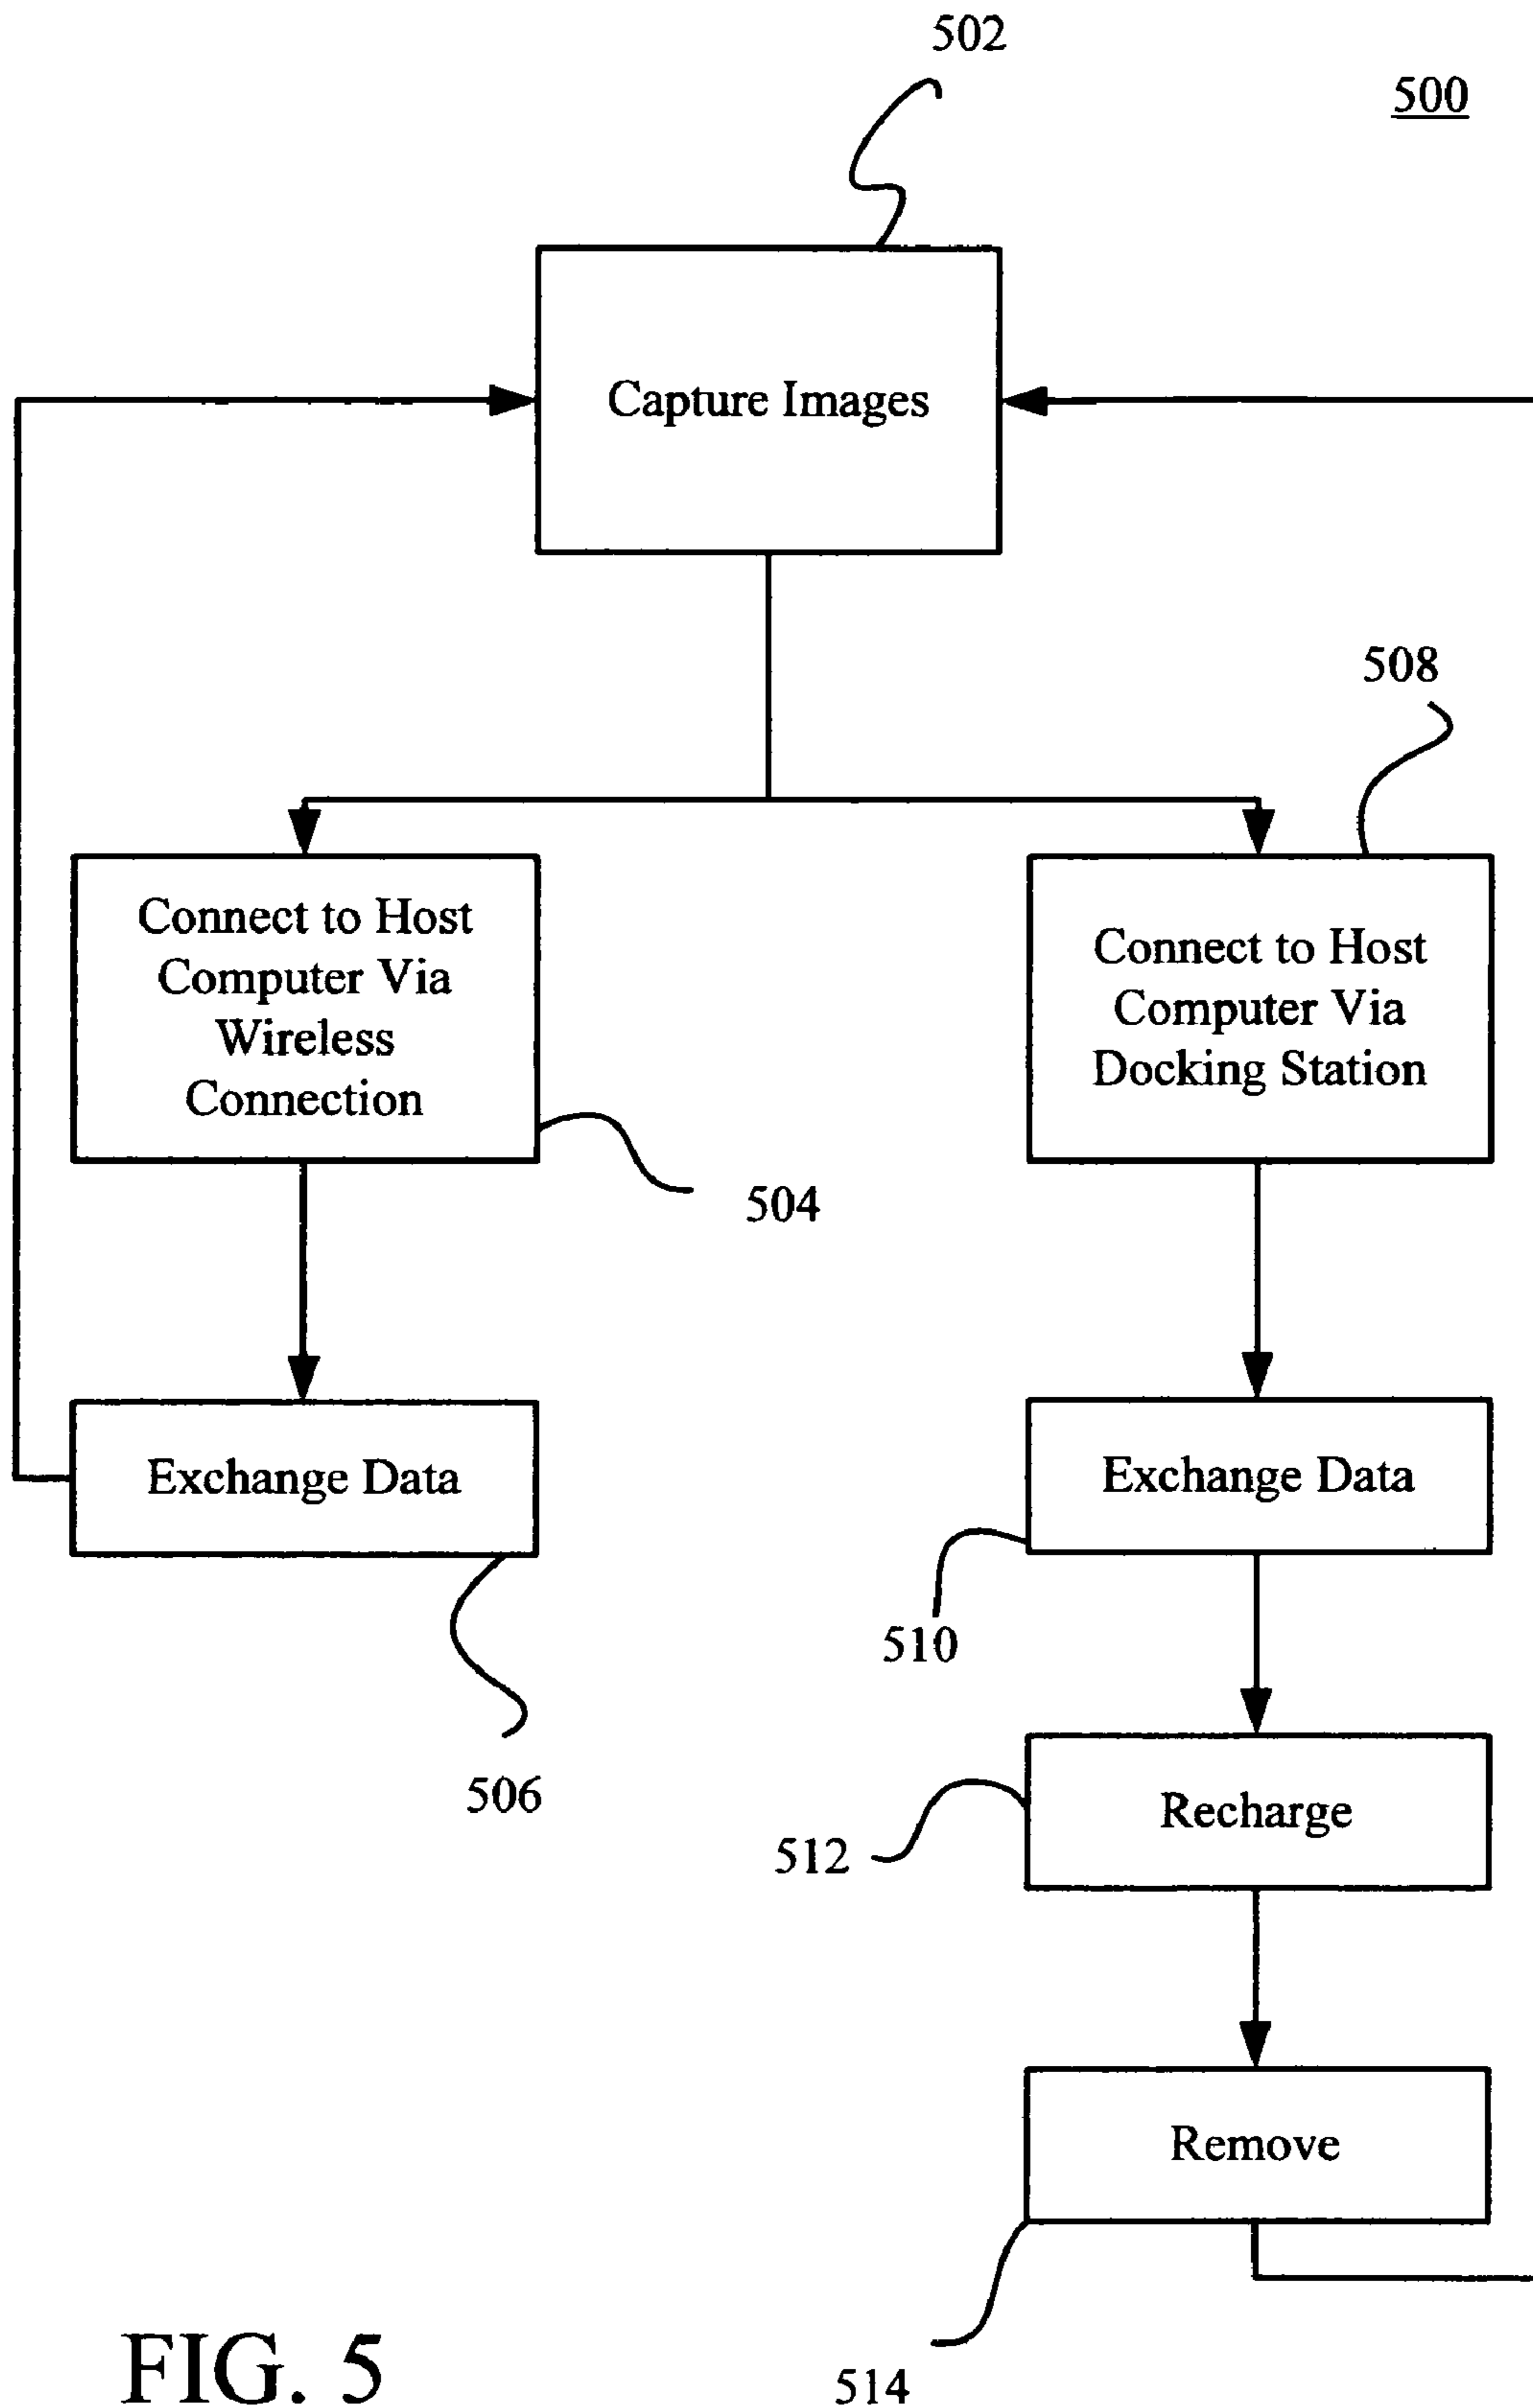 502
500
Capture Images
508
Connect to Host
Computer Via
Wireless
Connection
Connect to Host
Computer Via
Docking Station
504
Exchange Data
Exchange Data
510
506
Recharge
512
Remove
514
FIG. 5